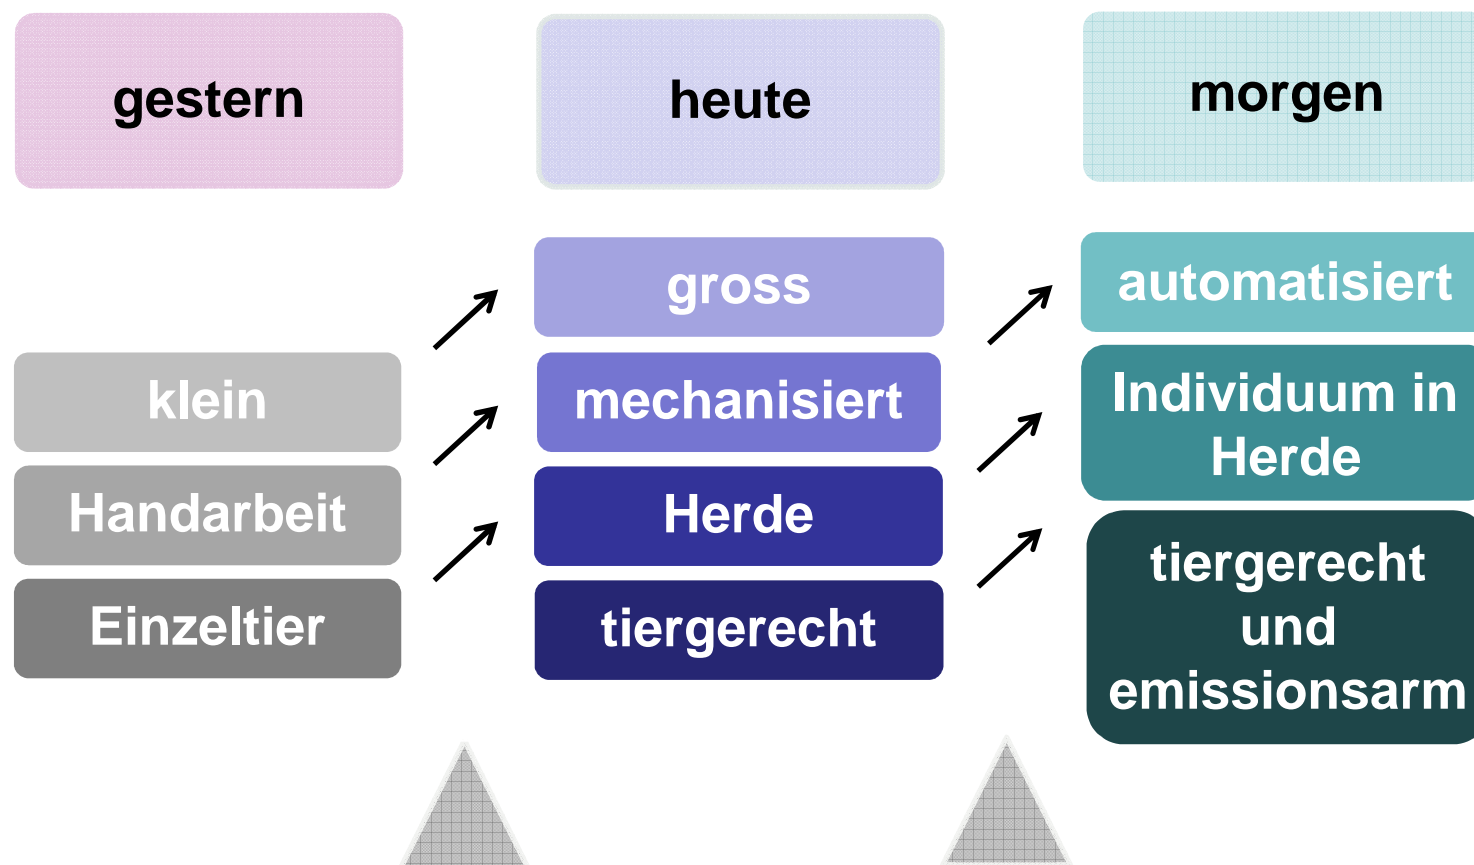 gestern
heute
morgen
klein
Handarbeit
Einzeltier
gross
mechanisiert
Herde
tiergerecht
automatisiert
Individuum in
Herde
tiergerecht
und
emissionsarm